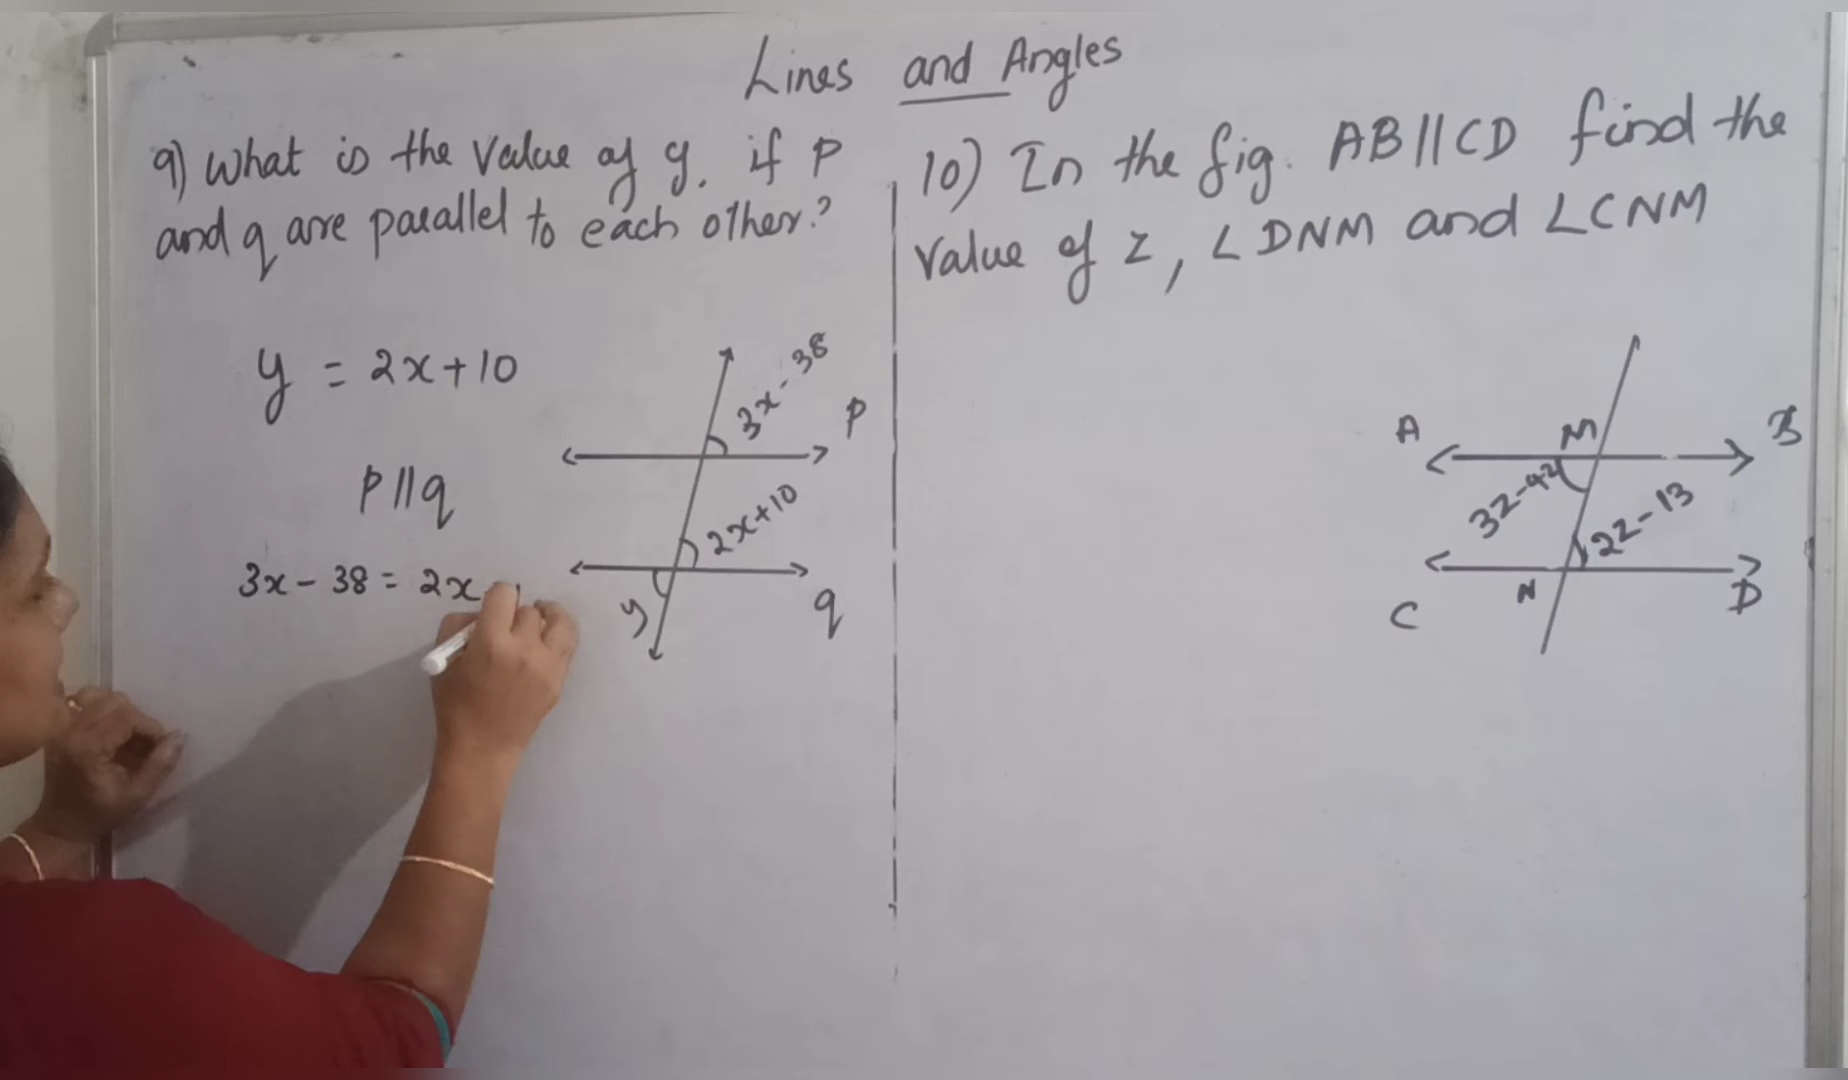 Lines and Angles
9) What is the value of y. if P
and q are parallel to each other?
y = 2x+10
P||q
3x - 38 = 2x
3x - 38
P
2x+10
y
q
10) In the fig. AB||CD find the
value of z, ∠DNM and ∠CNM
A
M
B
3z-42
2z-13
C
N
D